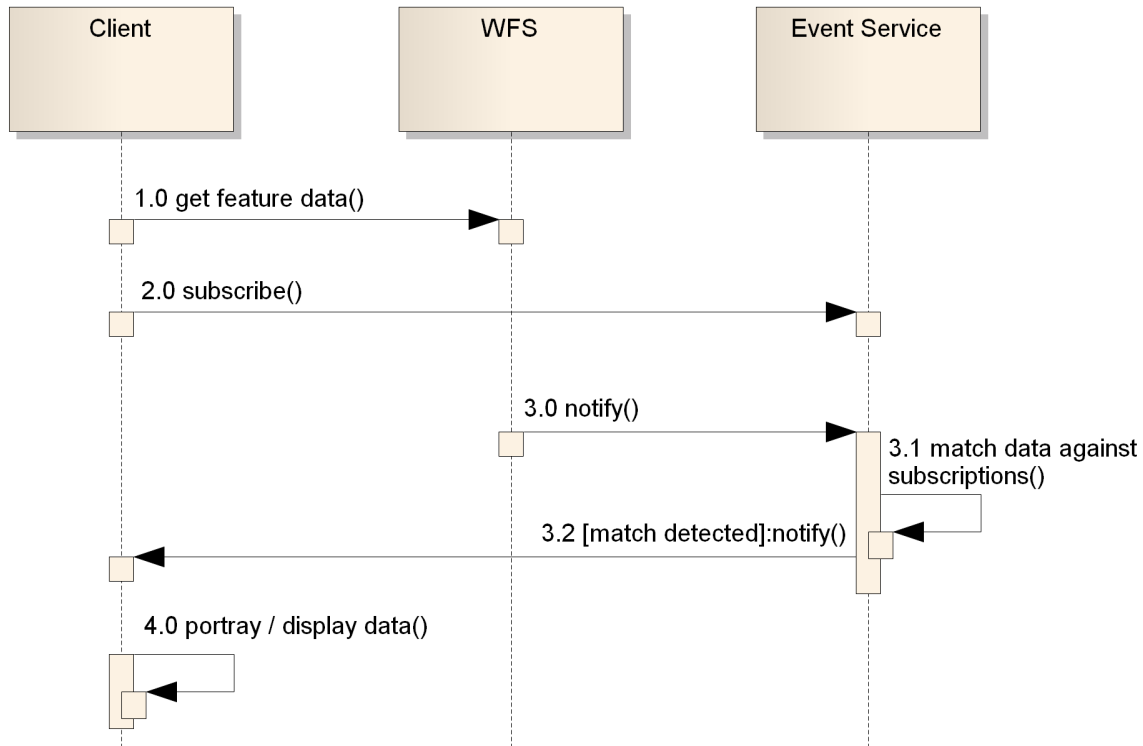 Client
WFS
Event Service
1.0 get feature data()
2.0 subscribe()
3.0 notify()
3.1 match data against
subscriptions()
3.2 [match detected]:notify()
4.0 portray / display data()